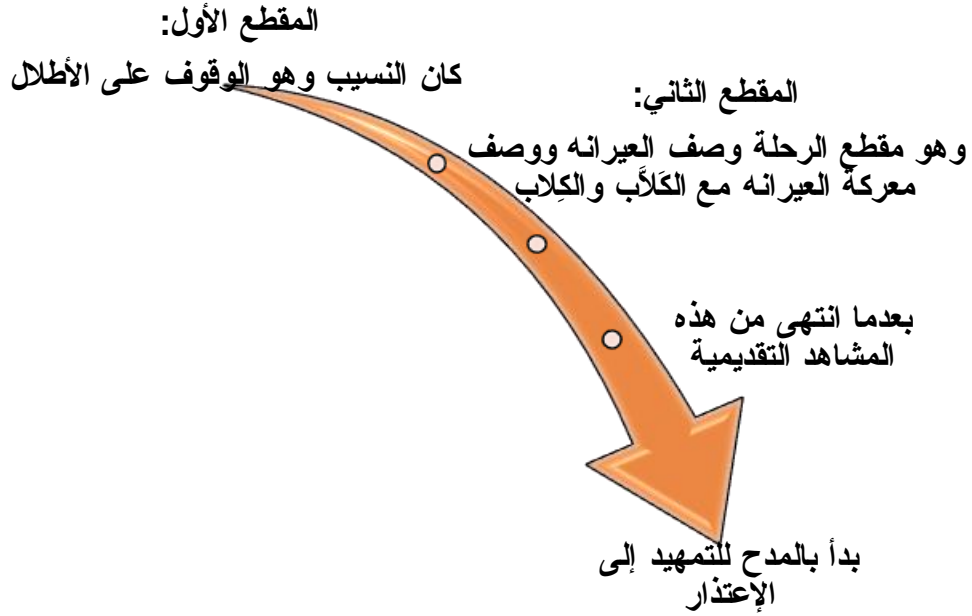 المقطع الأول:
كان النسيب وهو الوقوف على الأطلال
المقطع الثاني:
وهو مقطع الرحلة وصف العيرانه ووصف
معركة العيرانه مع الكَلاَّب والكِلاب
بعدما انتهى من هذه
المشاهد التقديمية
بدأ بالمدح للتمهيد إلى
الإعتذار